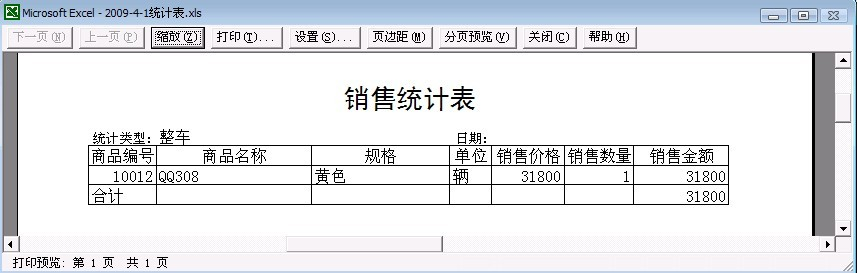 Microsoft Excel - 2009-4-1统计表.xls
下一页(N) 上一页(P) 缩放(Z) 打印(T)... 设置(S)... 页边距(M) 分页预览(V) 关闭(C) 帮助(H)
销售统计表
统计类型: 整车 日期:
商品编号 商品名称 规格 单位 销售价格 销售数量 销售金额
10012 QQ308 黄色 辆 31800 1 31800
合计 31800
打印预览: 第 1 页 共 1 页